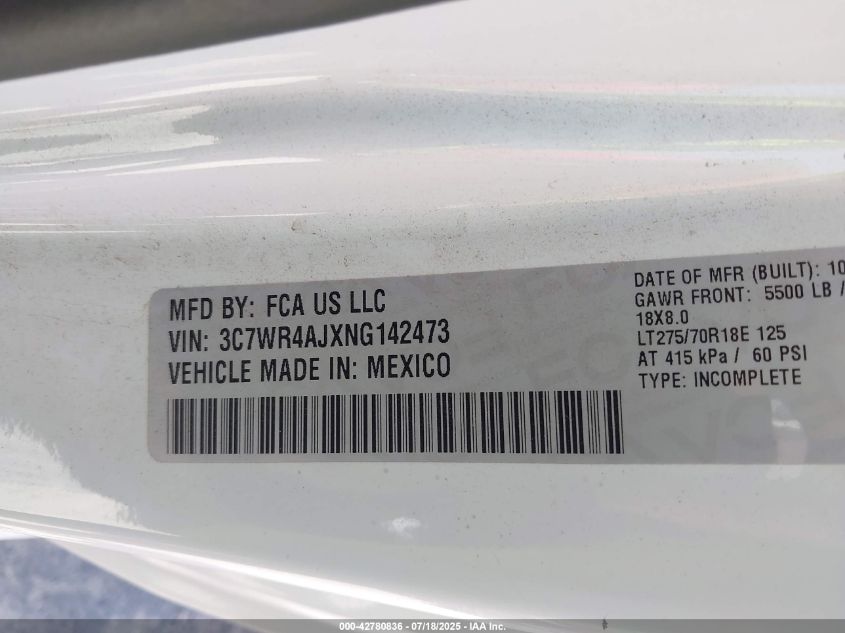 MFD BY: FCA US LLC
VIN: 3C7WR4AJXNG142473
VEHICLE MADE IN: MEXICO
DATE OF MFR (BUILT): 10
GAWR FRONT: 5500 LB /
18X8.0
LT275/70R18E 125
AT 415 kPa / 60 PSI
TYPE: INCOMPLETE
000-42780836 - 07/18/2025 - IAA Inc.